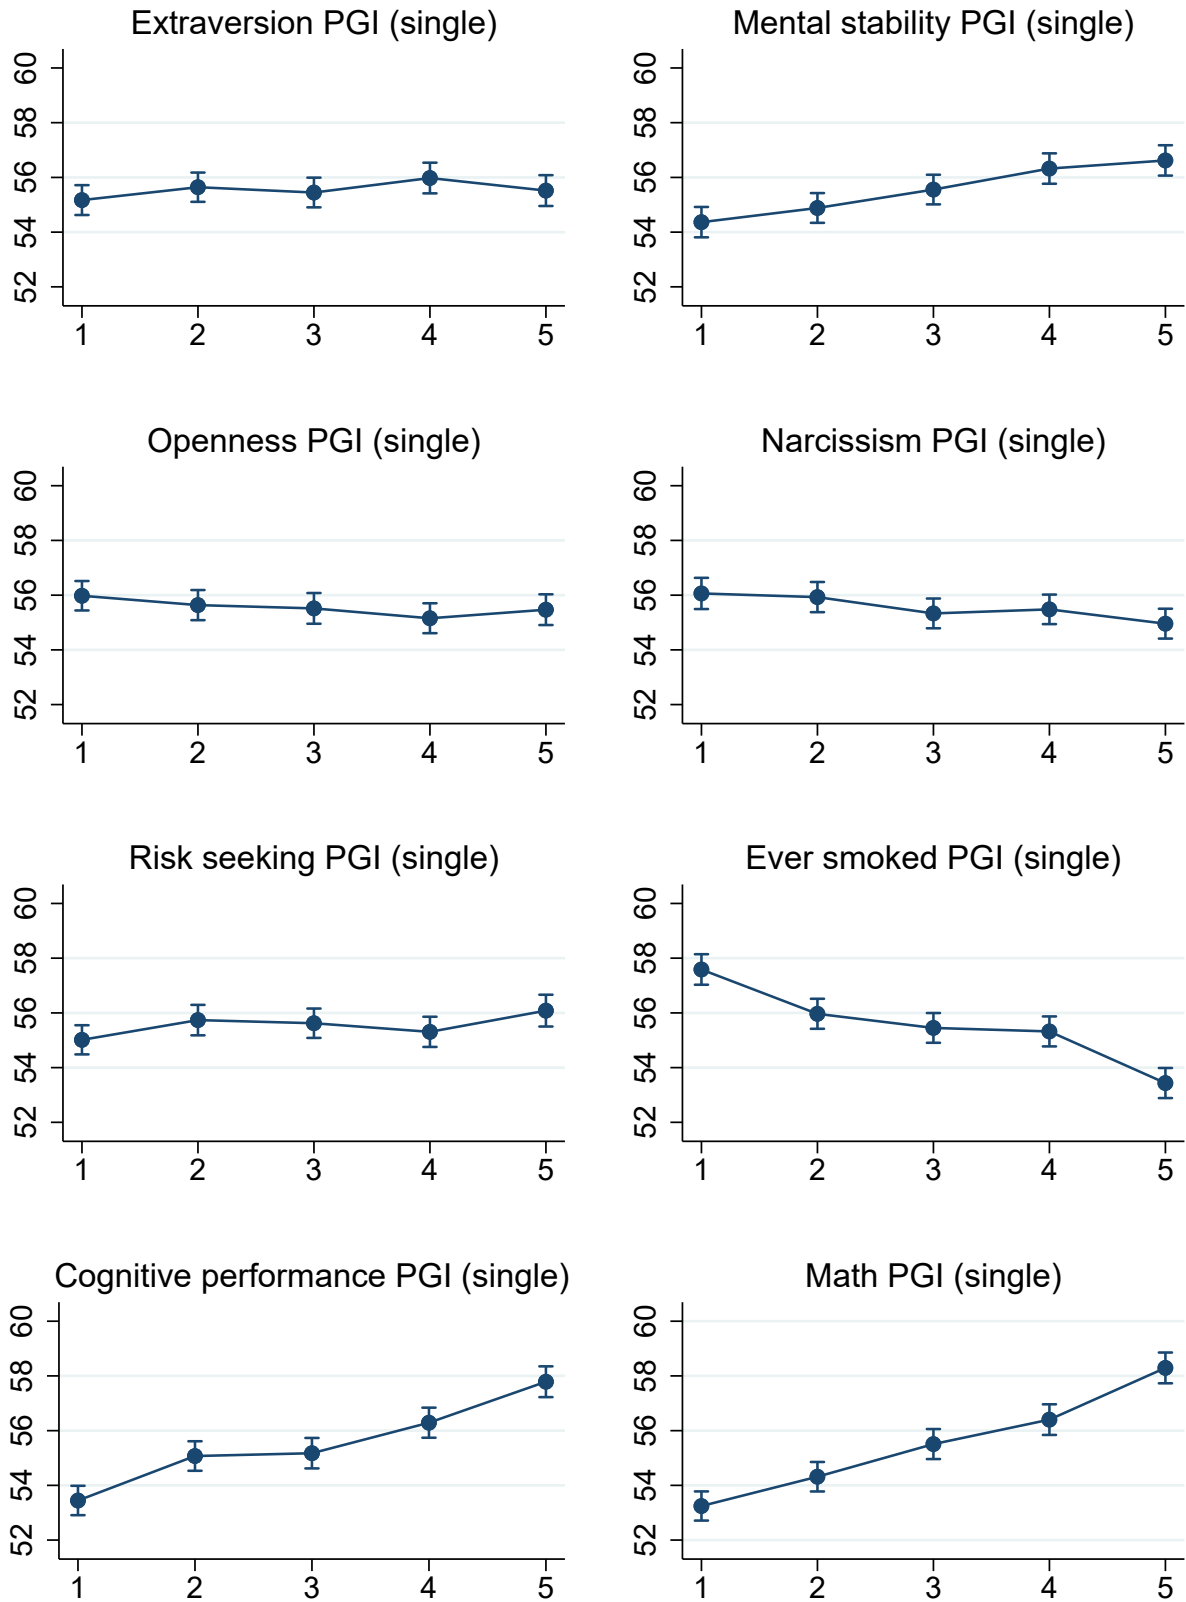 Extraversion PGI (single)
60
58
56
54
52
1 2 3 4 5
Mental stability PGI (single)
60
58
56
54
52
1 2 3 4 5
Openness PGI (single)
60
58
56
54
52
1 2 3 4 5
Narcissism PGI (single)
60
58
56
54
52
1 2 3 4 5
Risk seeking PGI (single)
60
58
56
54
52
1 2 3 4 5
Ever smoked PGI (single)
60
58
56
54
52
1 2 3 4 5
Cognitive performance PGI (single)
60
58
56
54
52
1 2 3 4 5
Math PGI (single)
60
58
56
54
52
1 2 3 4 5